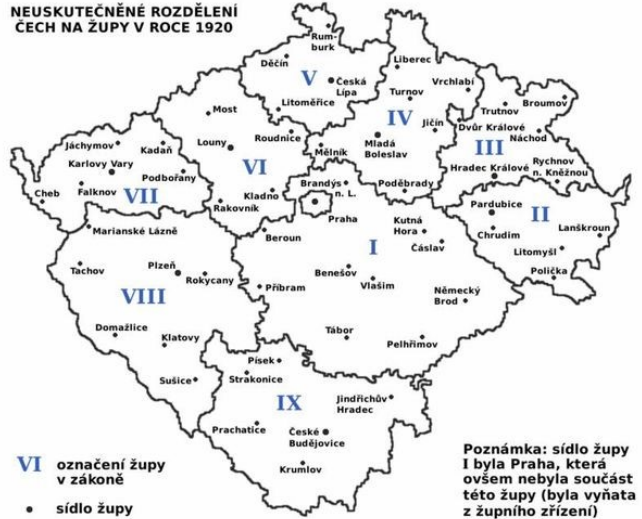 NEUSKUTEČNĚNÉ ROZDĚLENÍ
ČECH NA ŽUPY V ROCE 1920
Rum-
burk
Děčín
V
Česká
Lípa
Litoměřice
Liberec
Vrchlabí
Turnov
IV
Jičín
Mladá
Boleslav
Mělník
Poděbrady
Trutnov
Broumov
Dvůr Králové
Náchod
III
Hradec Králové
Rychnov
n. Kněžnou
Most
Louny
Roudnice
VI
Kladno
Rakovník
Jáchymov
Kadaň
Karlovy Vary
Podbořany
Falknov
VII
Cheb
Brandýs
n. L.
Praha
Beroun
Kutná
Hora
I
Čáslav
Benešov
Vlašim
Příbram
Německý
Brod
Tábor
Pelhřimov
Pardubice
II
Chrudim
Lanškroun
Litomyšl
Polička
Marianské Lázně
Tachov
Plzeň
Rokycany
VIII
Domažlice
Klatovy
Sušice
Písek
Strakonice
IX
Jindřichův
Hradec
Prachatice
České
Budějovice
Krumlov
VI označení župy
v zákoně
sídlo župy
Poznámka: sídlo župy
I byla Praha, která
ovšem nebyla součást
této župy (byla vyňata
z župního zřízení)